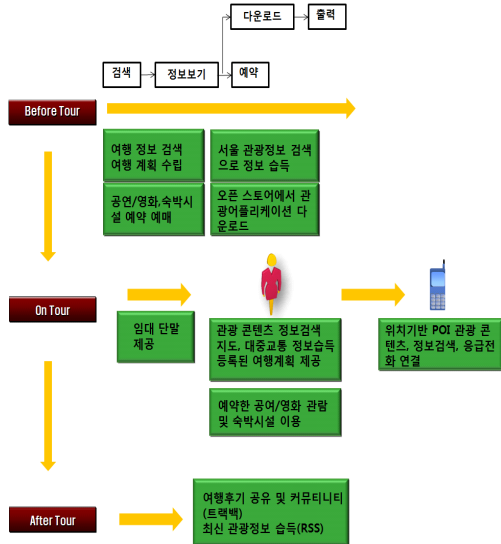 다운로드
출력
검색
정보보기
예약
Before Tour
여행 정보 검색
여행 계획 수립
서울 관광정보 검색
으로 정보 습득
공연/영화,숙박시
설 예약 예매
오픈 스토어에서 관
광어플리케이션 다
운로드
On Tour
임대 단말
제공
관광 콘텐츠 정보검색
지도, 대중교통 정보습득
등록된 여행계획 제공
위치기반 POI 관광 콘
텐츠, 정보검색, 응급전
화 연결
예약한 공여/영화 관람
및 숙박시설 이용
After Tour
여행후기 공유 및 커뮤티니티
(트랙백)
최신 관광정보 습득(RSS)